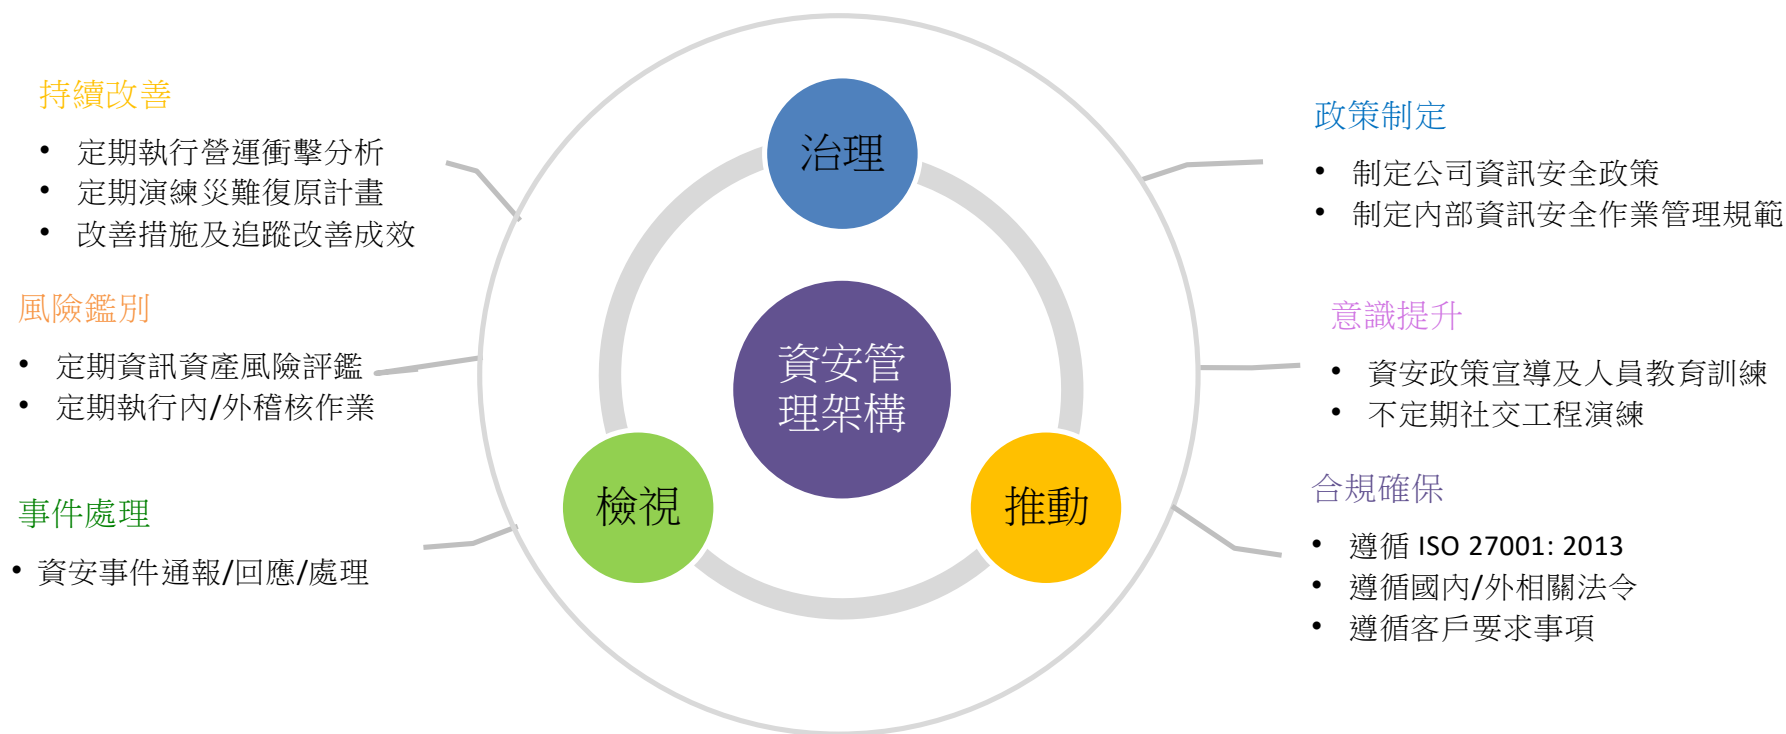 持續改善
• 定期執行營運衝擊分析
• 定期演練災難復原計畫
• 改善措施及追蹤改善成效
風險鑑別
• 定期資訊資產風險評鑑
• 定期執行內/外稽核作業
事件處理
• 資安事件通報/回應/處理
治理
資安管
理架構
檢視
推動
政策制定
• 制定公司資訊安全政策
• 制定內部資訊安全作業管理規範
意識提升
• 資安政策宣導及人員教育訓練
• 不定期社交工程演練
合規確保
• 遵循 ISO 27001: 2013
• 遵循國內/外相關法令
• 遵循客戶要求事項